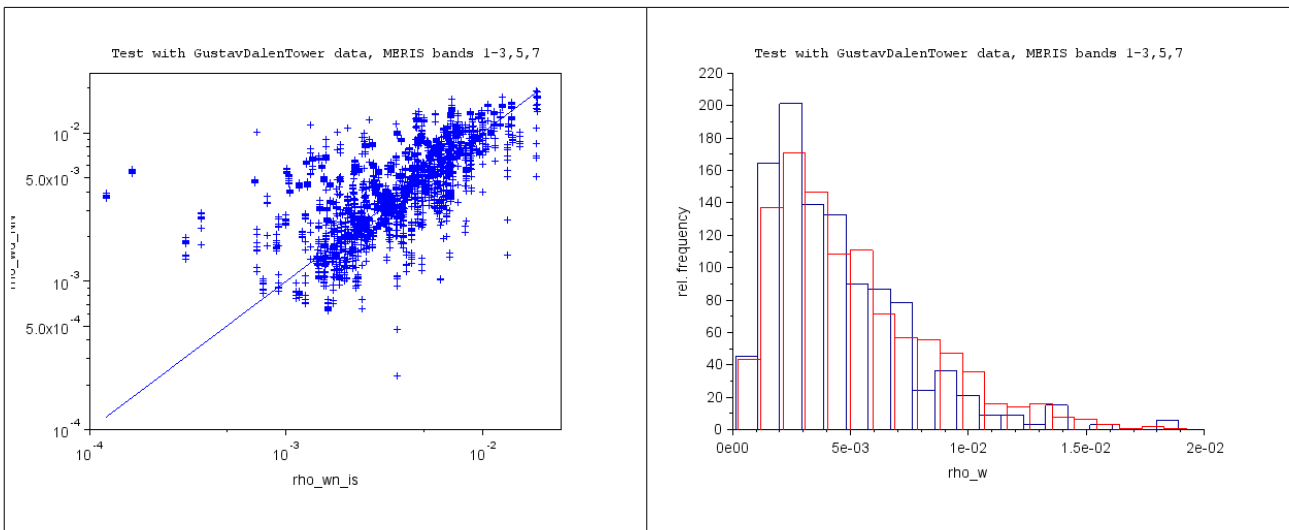 Test with GustavDalenTower data, MERIS bands 1-3,5,7
10^-2
5.0x10^-3
10^-3
5.0x10^-4
10^-4
10^-4
10^-3
10^-2
rho_wn_is
Test with GustavDalenTower data, MERIS bands 1-3,5,7
rel.frequency
220
200
180
160
140
120
100
80
60
40
20
0
0e00
5e-03
1e-02
1.5e-02
2e-02
rho_w